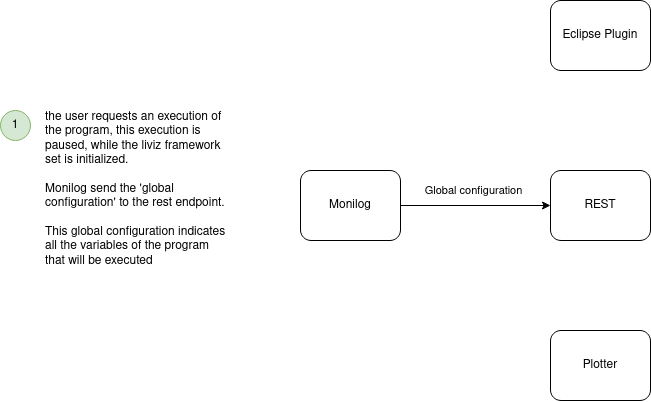 Eclipse Plugin
1
the user requests an execution of
the program, this execution is
paused, while the liviz framework
set is initialized.
Monilog send the 'global
configuration' to the rest endpoint.
This global configuration indicates
all the variables of the program
that will be executed
Monilog
Global configuration
REST
Plotter